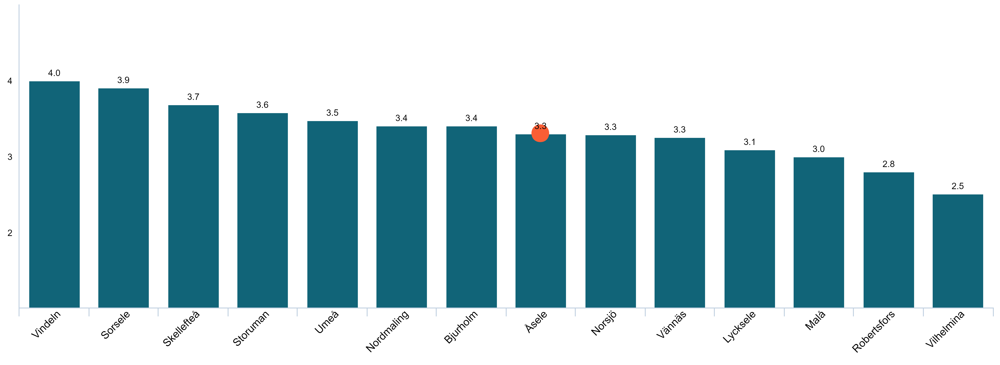 4.0
3.9
3.7
3.6
3.5
3.4
3.4
3.3
3.3
3.3
3.1
3.0
2.8
2.5
4
3
2
Vindeln
Sorsele
Skellefteå
Storuman
Umeå
Nordmaling
Bjurholm
Åsele
Norsjö
Vännäs
Lycksele
Malå
Robertsfors
Vilhelmina